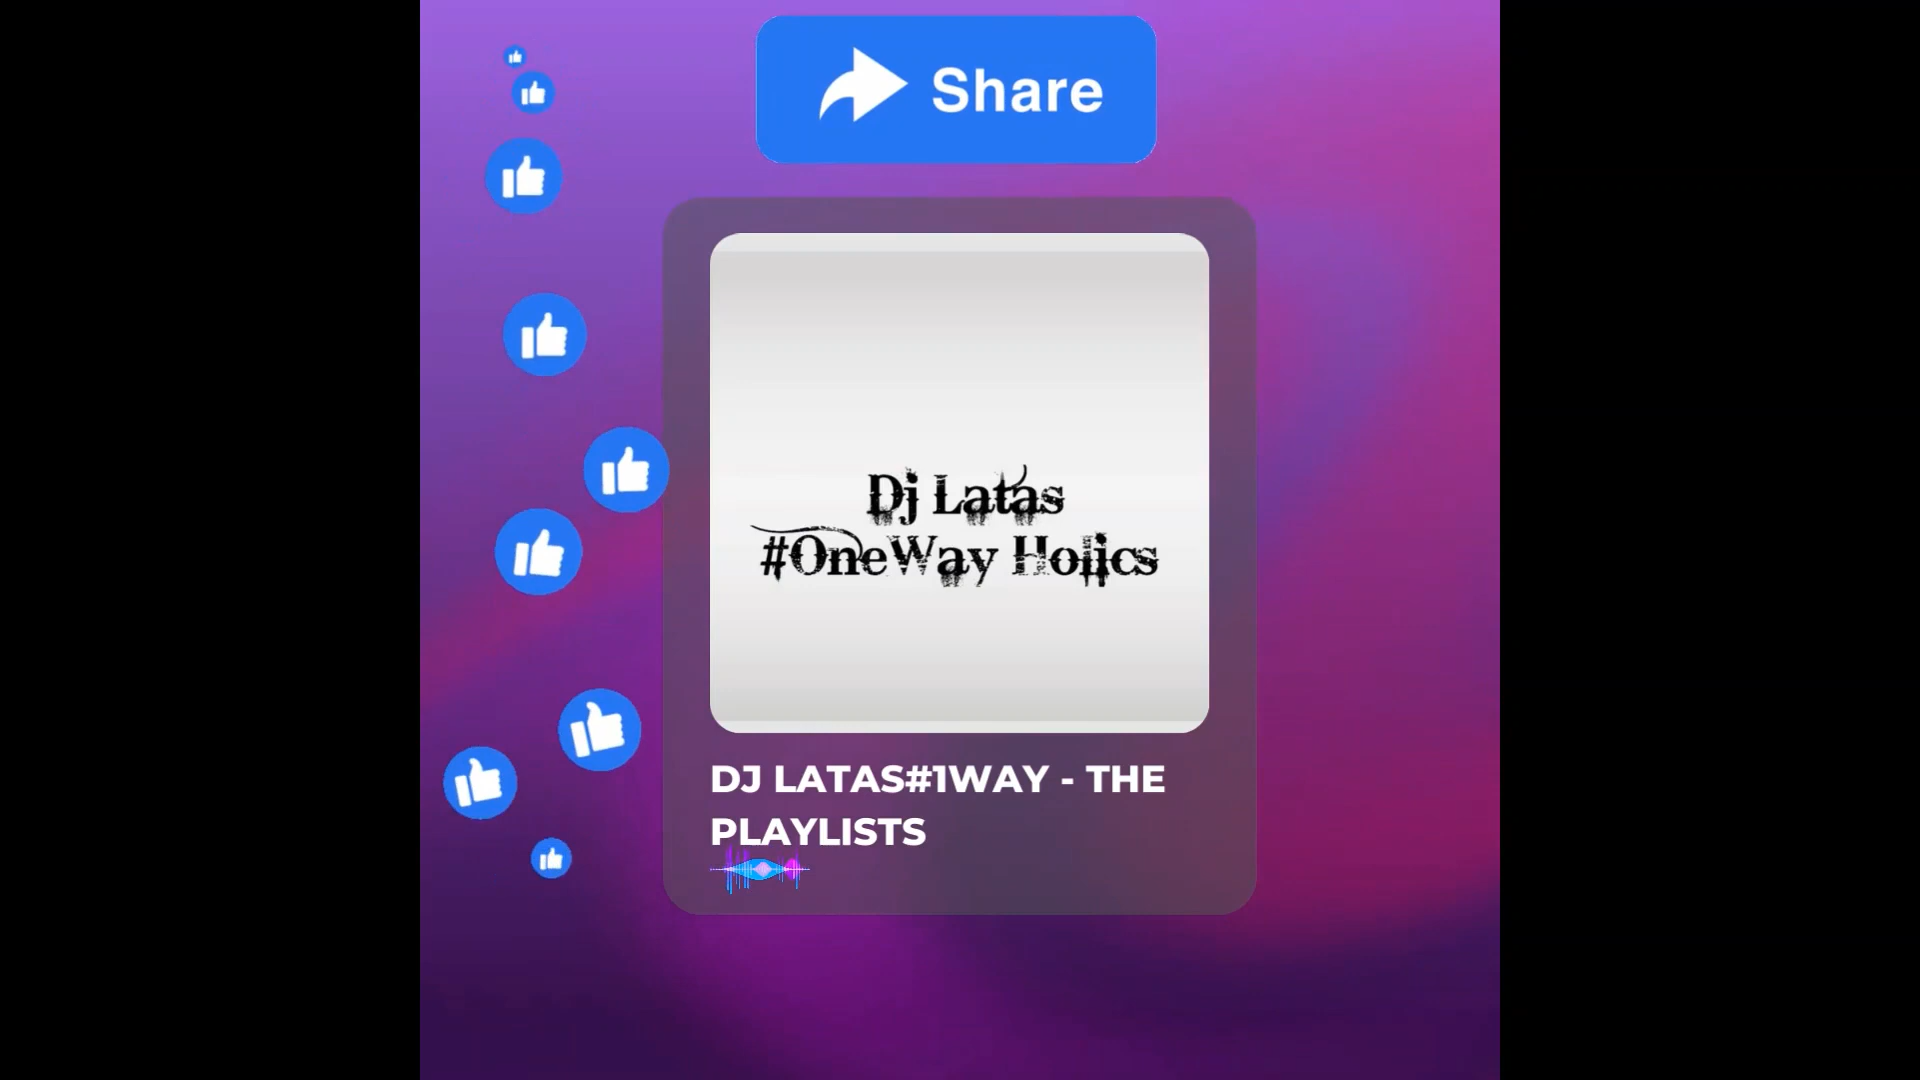 Share
Dj Latas
#OneWay Holics
DJ LATAS#1WAY - THE
PLAYLISTS